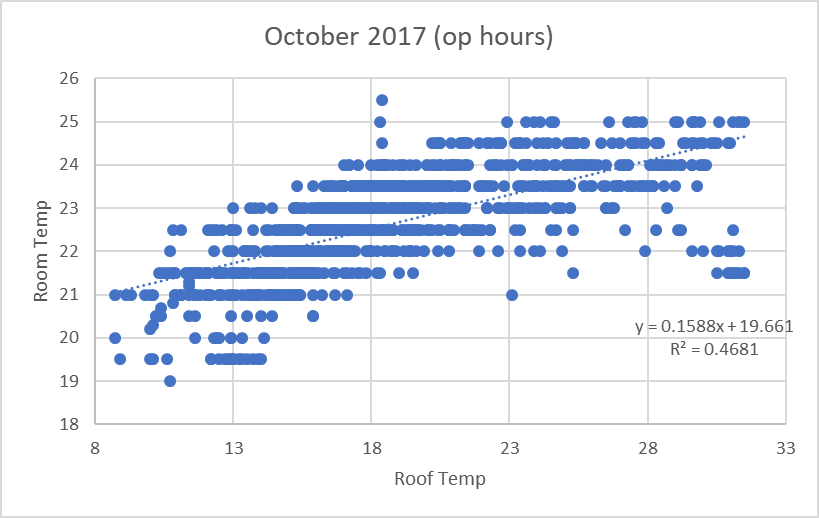 October 2017 (op hours)
Room Temp
26
25
24
23
22
21
20
19
18
y = 0.1588x + 19.661
R² = 0.4681
8 13 18 23 28 33
Roof Temp